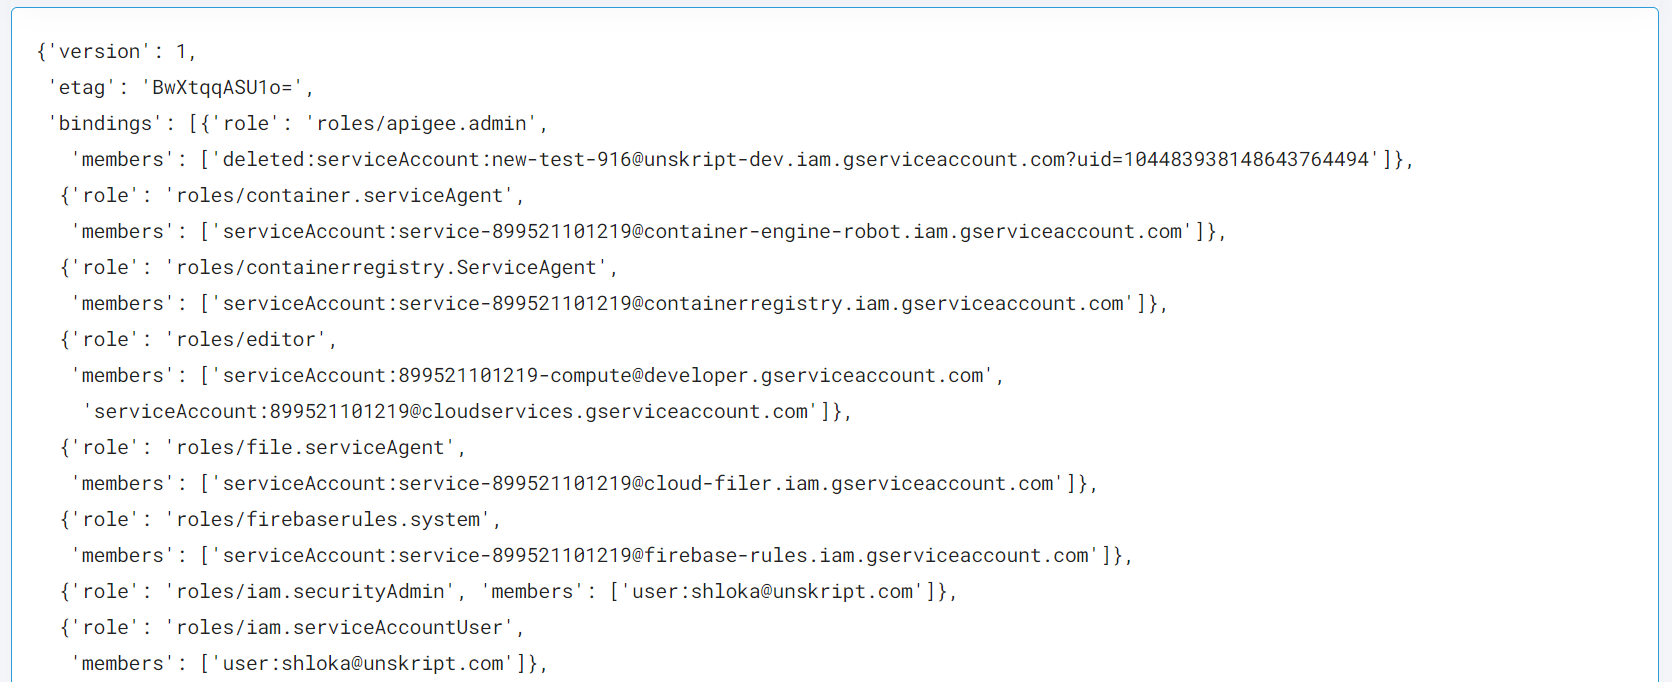 {'version': 1,
'etag': 'BwXtqqASU1o=',
'bindings': [{'role': 'roles/apigee.admin',
'members': ['deleted:serviceAccount:new-test-916@unskript-dev.iam.gserviceaccount.com?uid=104483938148643764494']},
{'role': 'roles/container.serviceAgent',
'members': ['serviceAccount:service-899521101219@container-engine-robot.iam.gserviceaccount.com']},
{'role': 'roles/containerregistry.ServiceAgent',
'members': ['serviceAccount:service-899521101219@containerregistry.iam.gserviceaccount.com']},
{'role': 'roles/editor',
'members': ['serviceAccount:899521101219-compute@developer.gserviceaccount.com',
'serviceAccount:899521101219@cloudservices.gserviceaccount.com']},
{'role': 'roles/file.serviceAgent',
'members': ['serviceAccount:service-899521101219@cloud-filer.iam.gserviceaccount.com']},
{'role': 'roles/firebaserules.system',
'members': ['serviceAccount:service-899521101219@firebase-rules.iam.gserviceaccount.com']},
{'role': 'roles/iam.securityAdmin', 'members': ['user:shloka@unskript.com']},
{'role': 'roles/iam.serviceAccountUser',
'members': ['user:shloka@unskript.com']},